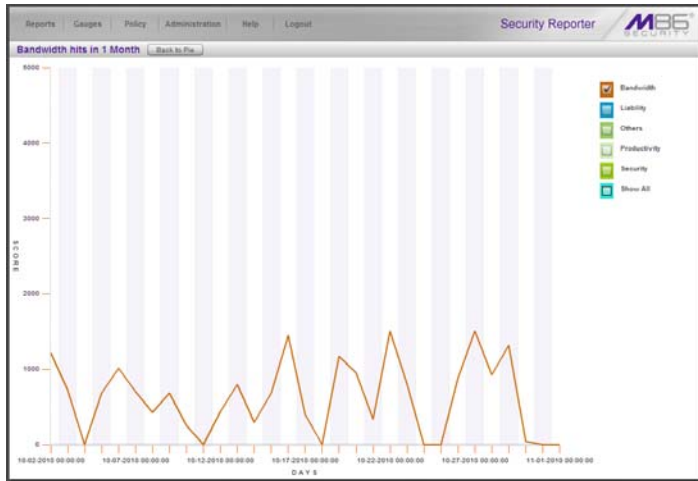 Reports Gauges Policy Administration Help Logout
Security Reporter
M86
SECURITY
Bandwidth hits in 1 Month Back to Pie
5000
4000
3000
2000
1000
0
SCORE
10-02-2010 00:00:00 10-07-2010 00:00:00 10-12-2010 00:00:00 10-17-2010 00:00:00 10-22-2010 00:00:00 10-27-2010 00:00:00 11-01-2010 00:00:00
DAYS
Bandwidth
Liability
Others
Productivity
Security
Show All